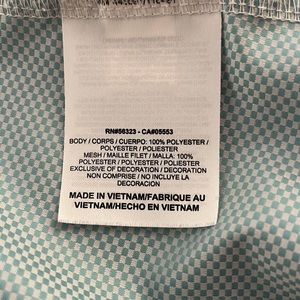 RN#56323 - CA#05553
BODY / CORPS / CUERPO: 100% POLYESTER /
POLYESTER / POLIESTER
MESH / MAILLE FILET / MALLA: 100%
POLYESTER / POLYESTER / POLIESTER
EXCLUSIVE OF DECORATION / DECORATION
NON COMPRISE / NO INCLUYE LA
DECORACION
MADE IN VIETNAM/FABRIQUE AU
VIETNAM/HECHO EN VIETNAM